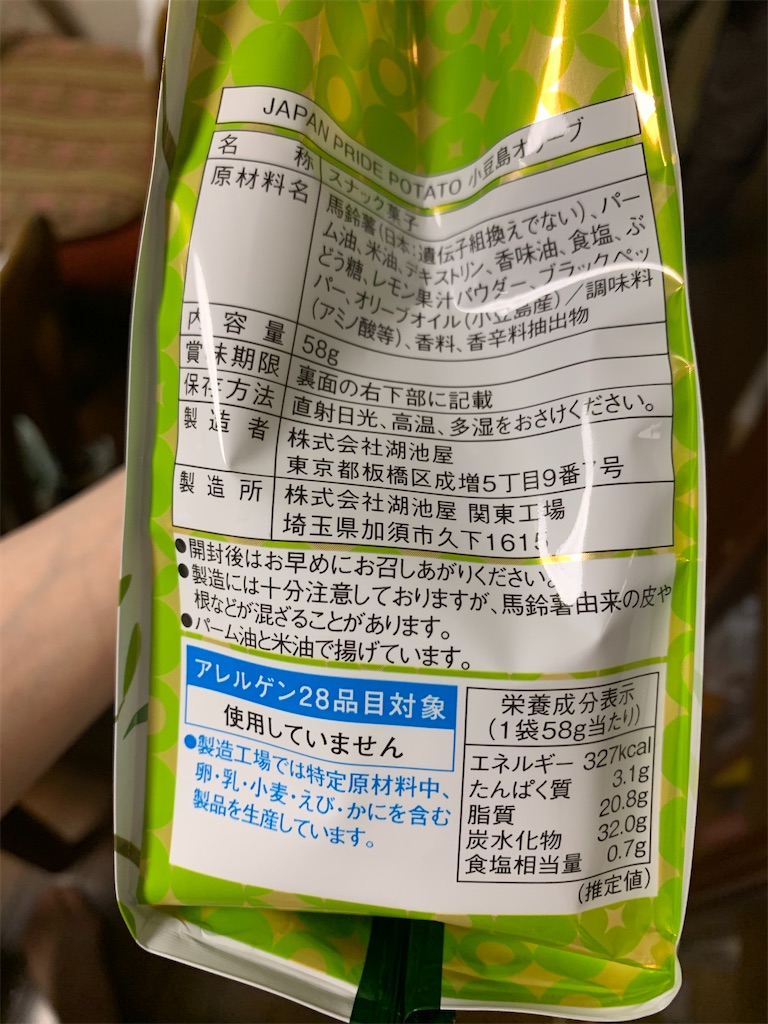 JAPAN PRIDE POTATO 小豆島オリーブ
名称 スナック菓子
原材料名 馬鈴薯(日本:遺伝子組換えでない)、パー
ム油、米油、デキストリン、香味油、食塩、ぶ
どう糖、レモン果汁パウダー、ブラックペッ
パー、オリーブオイル(小豆島産)/調味料
(アミノ酸等)、香料、香辛料抽出物
内容量 58g
賞味期限 裏面の右下部に記載
保存方法 直射日光、高温、多湿をおさけください。
製造者 株式会社湖池屋
東京都板橋区成増5丁目9番 号
製造所 株式会社湖池屋 関東工場
埼玉県加須市久下1615
●開封後はお早めにお召しあがりください。
●製造には十分注意しておりますが、馬鈴薯由来の皮や
根などが混ざることがあります。
●パーム油と米油で揚げています。
アレルゲン28品目対象
使用していません
●製造工場では特定原材料中、
卵・乳・小麦・えび・かにを含む
製品を生産しています。
栄養成分表示
(1袋58g当たり)
エネルギー 327kcal
たんぱく質 3.1g
脂質 20.8g
炭水化物 32.0g
食塩相当量 0.7g
(推定値)